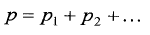 p = p₁ + p₂ + ...